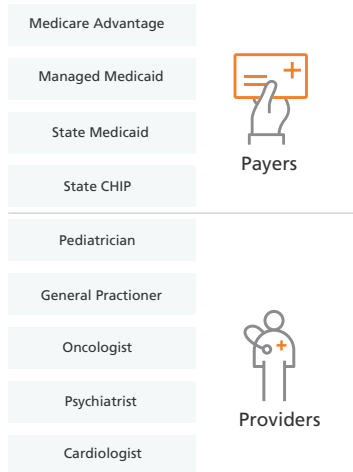 Medicare Advantage
Managed Medicaid
State Medicaid
State CHIP
Payers
Pediatrician
General Practioner
Oncologist
Psychiatrist
Cardiologist
Providers